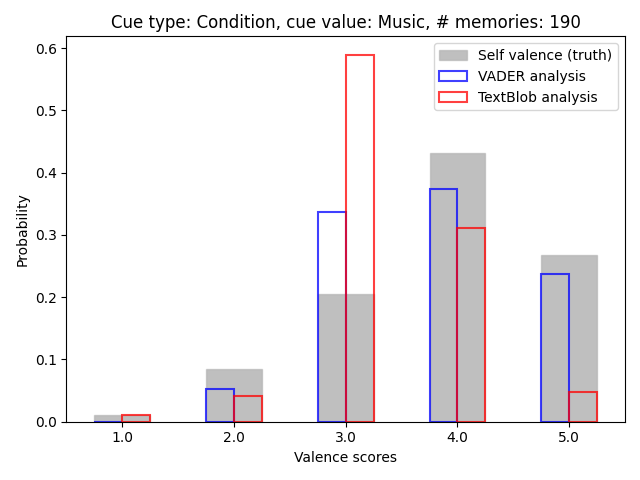 Cue type: Condition, cue value: Music, # memories: 190
Self valence (truth)
VADER analysis
TextBlob analysis
Probability
0.6
0.5
0.4
0.3
0.2
0.1
0.0
1.0 2.0 3.0 4.0 5.0
Valence scores